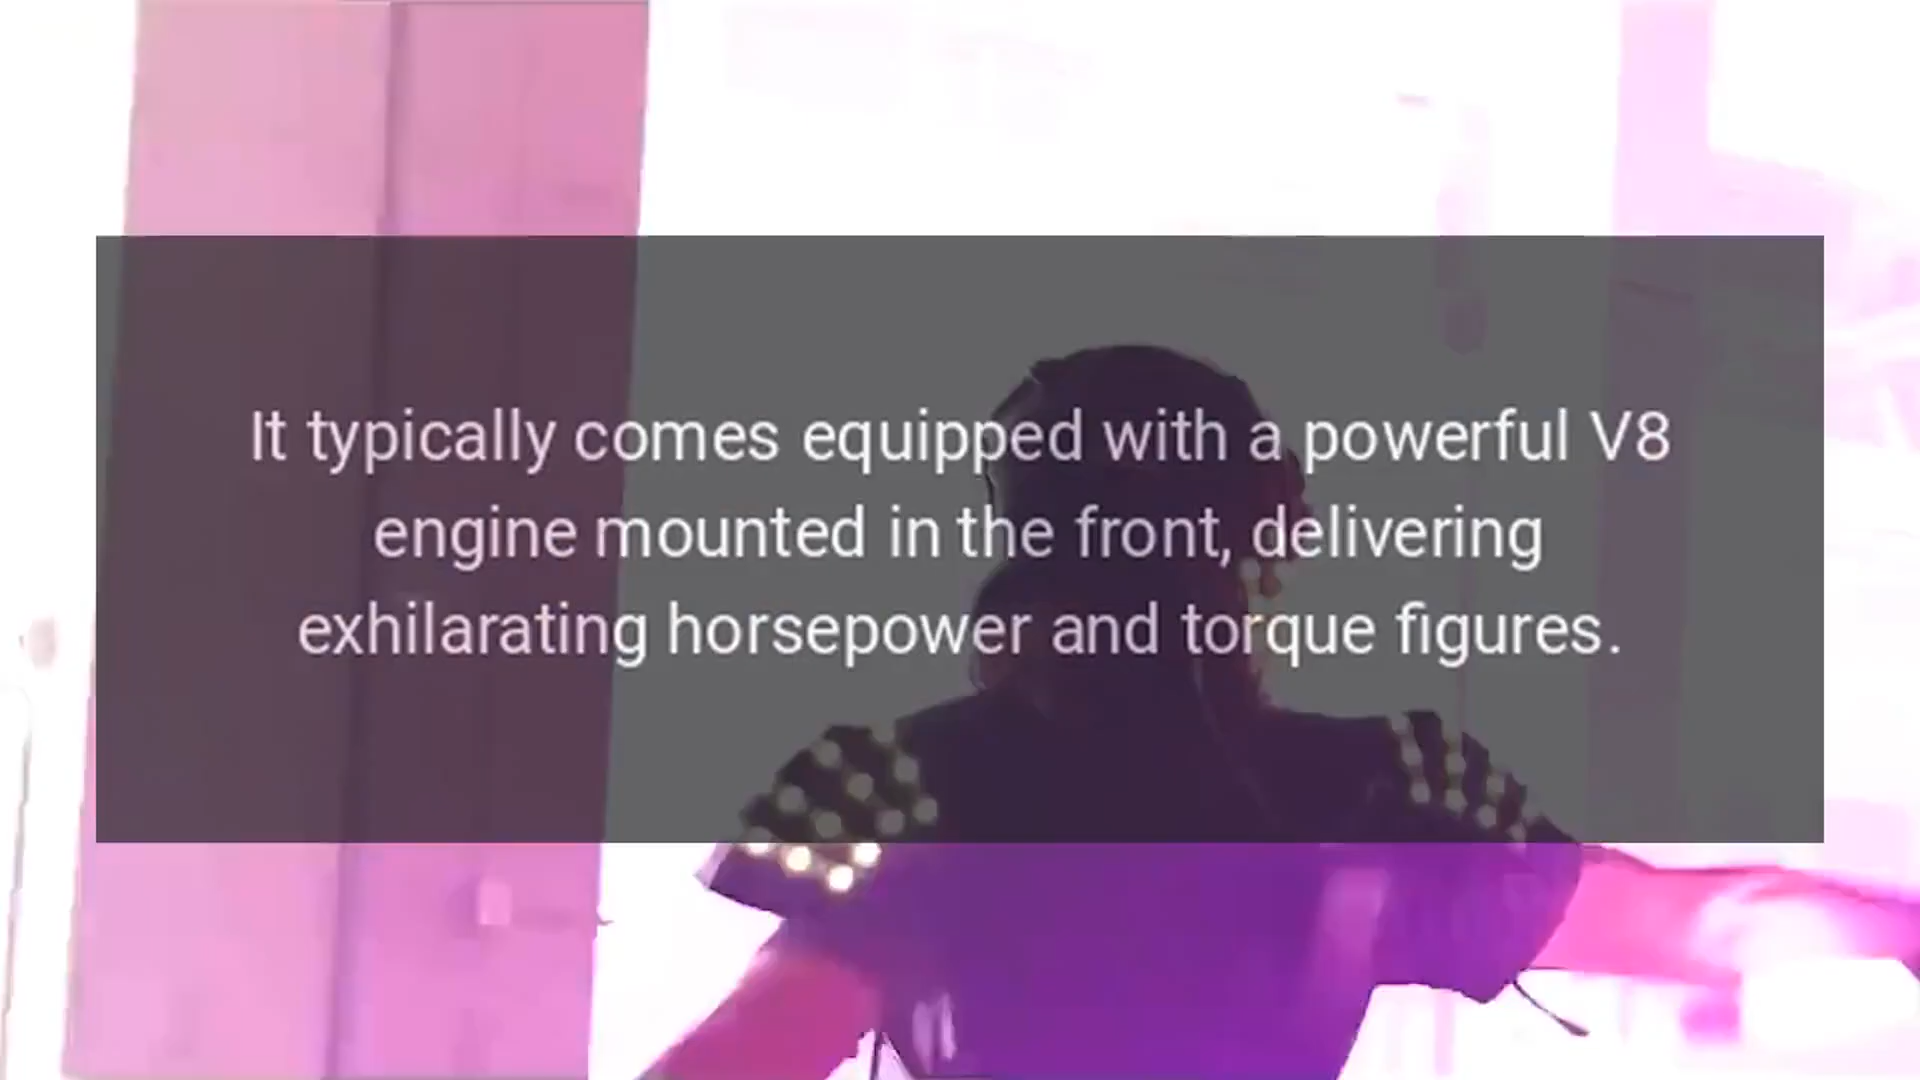 It typically comes equipped with a powerful V8
engine mounted in the front, delivering
exhilarating horsepower and torque figures.